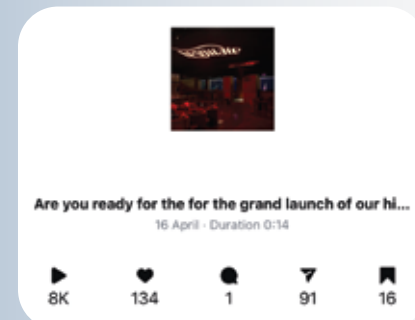 Are you ready for the for the grand launch of our hi...
16 April · Duration 0:14
8K 134 1 91 16